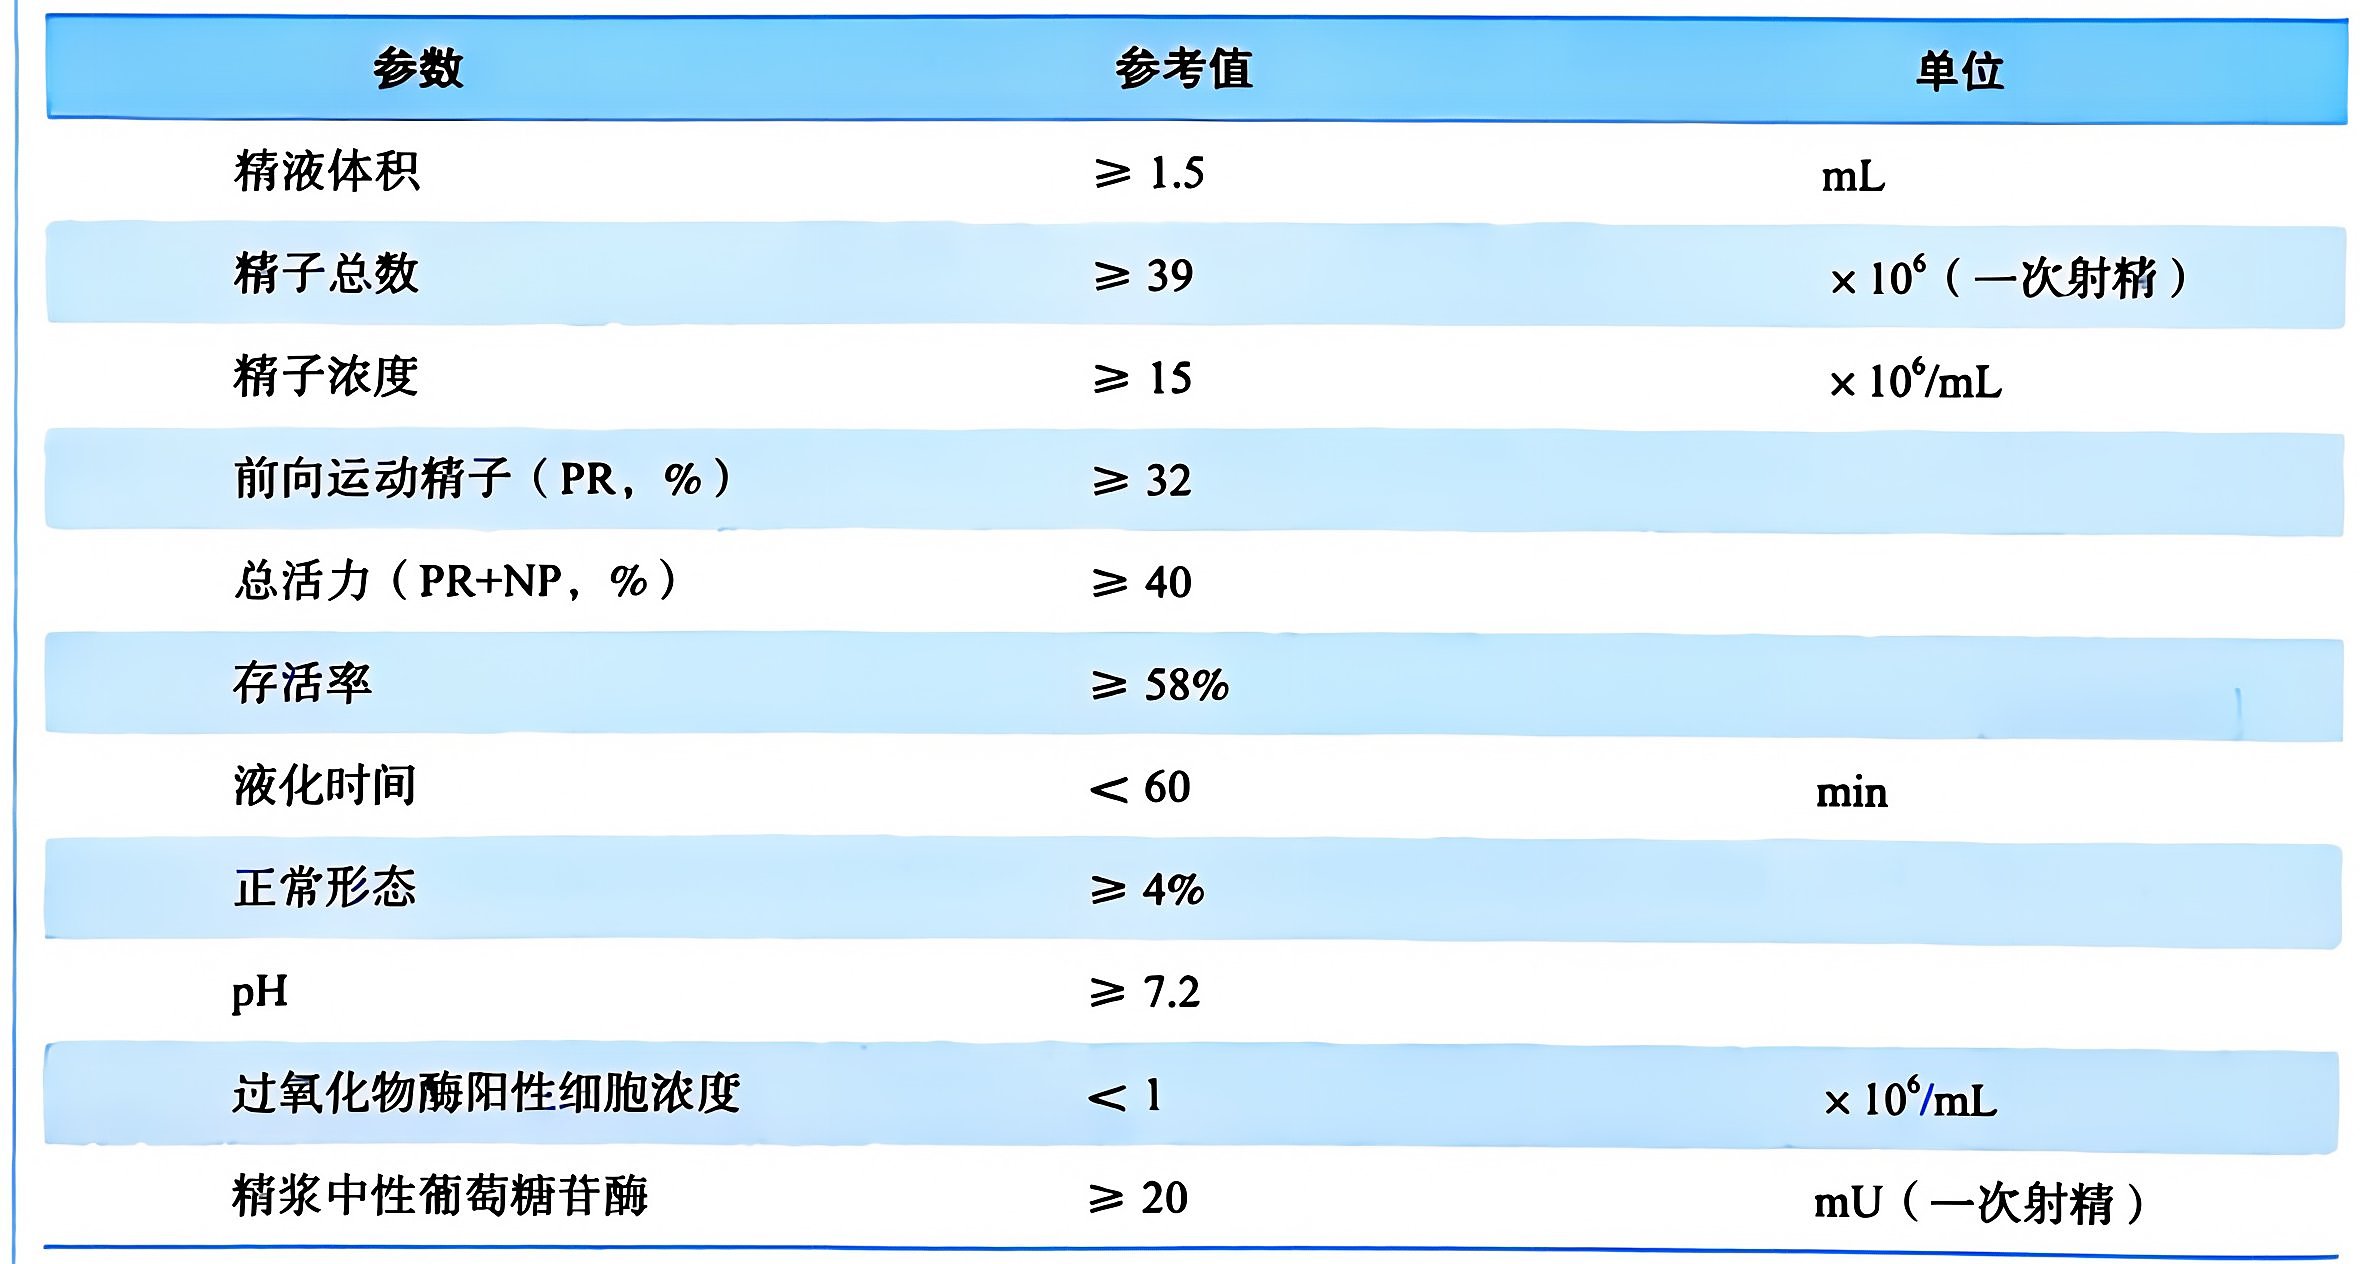 参数 参考值 单位
精液体积 ≥ 1.5 mL
精子总数 ≥ 39 × 10⁶（一次射精）
精子浓度 ≥ 15 × 10⁶/mL
前向运动精子（PR，%） ≥ 32
总活力（PR+NP，%） ≥ 40
存活率 ≥ 58%
液化时间 < 60 min
正常形态 ≥ 4%
pH ≥ 7.2
过氧化物酶阳性细胞浓度 < 1 × 10⁶/mL
精浆中性葡萄糖苷酶 ≥ 20 mU（一次射精）